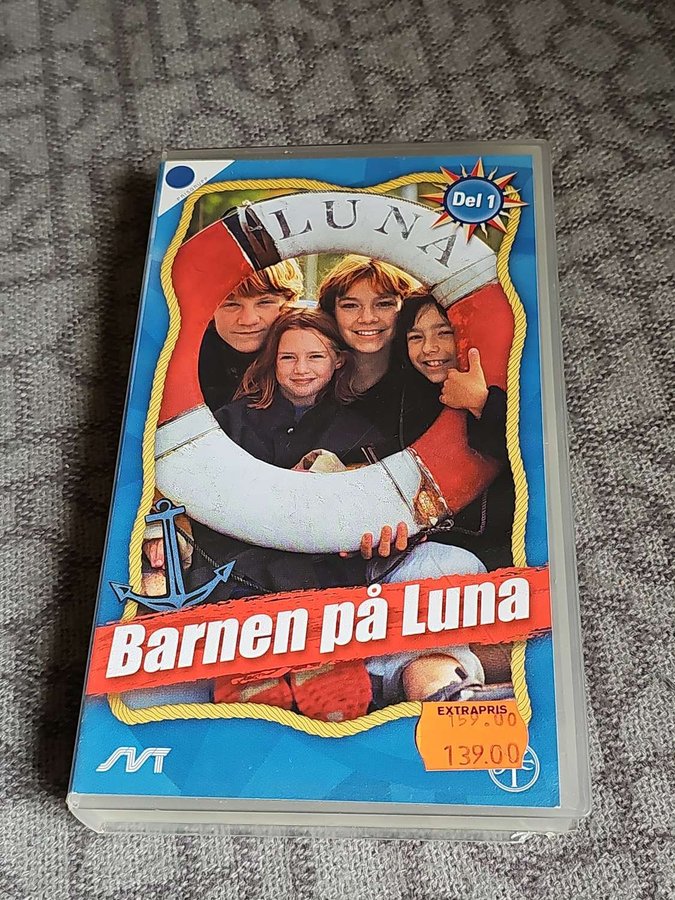 LUNA
Del 1
Barnen på Luna
SVT
EXTRAPRIS
159.00
139.00